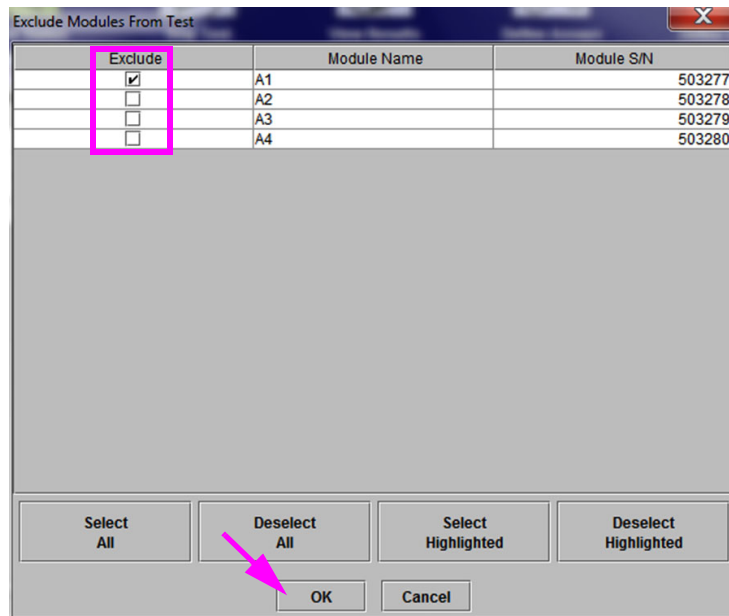 Exclude Modules From Test
Exclude Module Name Module S/N
A1 503277
A2 503278
A3 503279
A4 503280
Select Deselect Select Deselect
All All Highlighted Highlighted
OK Cancel